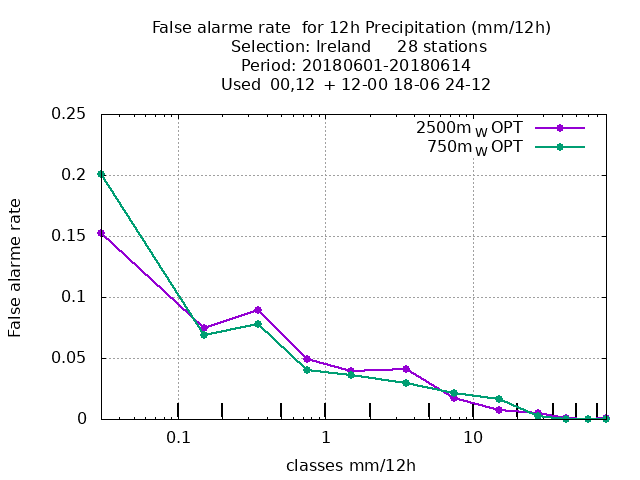 False alarme rate  for 12h Precipitation (mm/12h)
Selection: Ireland     28 stations
Period: 20180601-20180614
Used  00,12  + 12-00 18-06 24-12
2500m W OPT
750m W OPT
0.25
0.2
0.15
0.1
0.05
0
False alarme rate
0.1
1
10
classes mm/12h